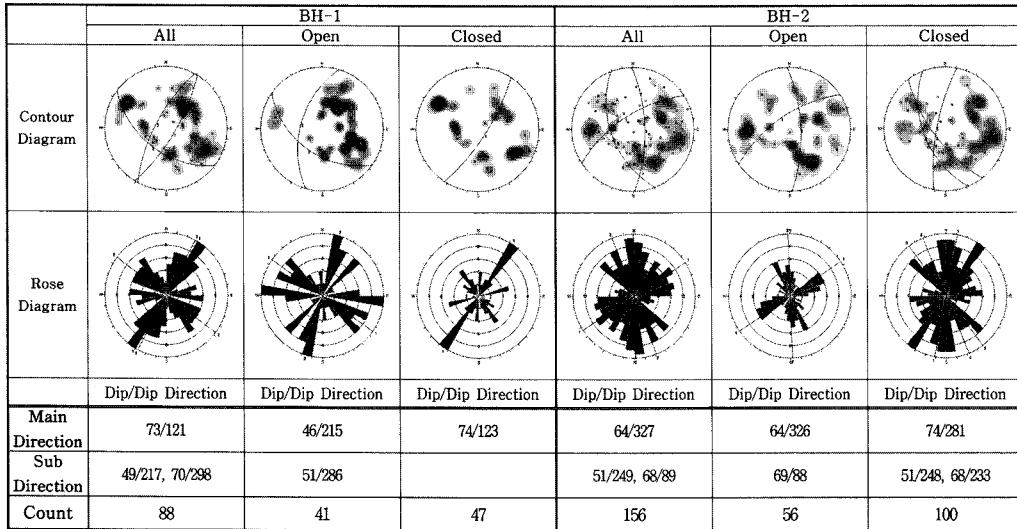 BH-1 BH-2
All Open Closed All Open Closed
Contour
Diagram
Rose
Diagram
Dip/Dip Direction Dip/Dip Direction Dip/Dip Direction Dip/Dip Direction Dip/Dip Direction Dip/Dip Direction
Main
Direction
73/121 46/215 74/123 64/327 64/326 74/281
Sub
Direction
49/217, 70/298 51/286 51/249, 68/89 69/88 51/248, 68/233
Count 88 41 47 156 56 100